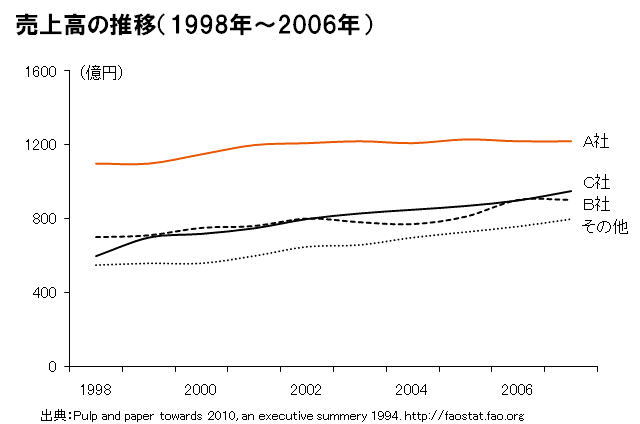 売上高の推移（1998年～2006年）
1600
（億円）
1200
800
400
0
A社
C社
B社
その他
1998
2000
2002
2004
2006
出典：Pulp and paper towards 2010, an executive summery 1994. http://faostat.fao.org